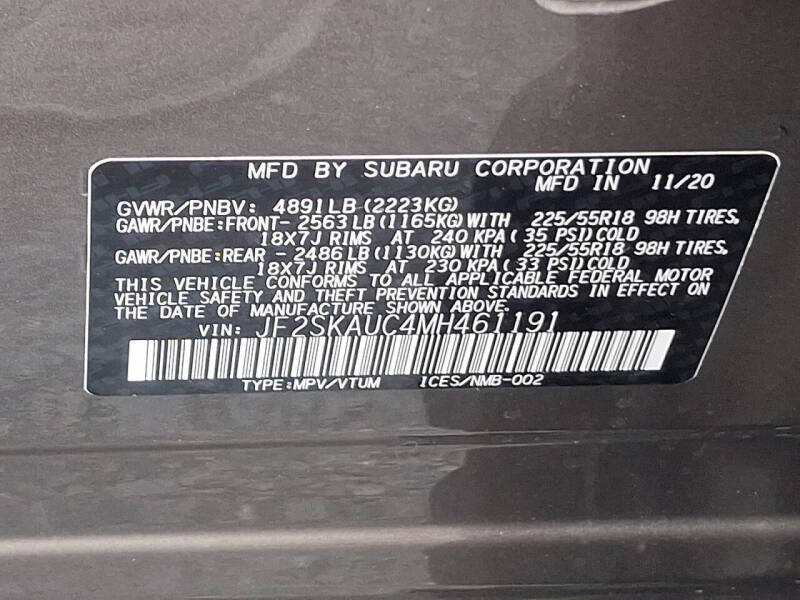 MFD BY SUBARU CORPORATION
MFD IN 11/20
GVWR/PNBV: 4891LB(2223KG)
GAWR/PNBE:FRONT- 2563LB(1165KG)WITH 225/55R18 98H TIRES,
18X7J RIMS AT 240 KPA( 35 PSI)COLD
GAWR/PNBE:REAR - 2486LB(1130KG)WITH 225/55R18 98H TIRES,
18X7J RIMS AT 230 KPA( 33 PSI)COLD
THIS VEHICLE CONFORMS TO ALL APPLICABLE FEDERAL MOTOR
VEHICLE SAFETY AND THEFT PREVENTION STANDARDS IN EFFECT ON
THE DATE OF MANUFACTURE SHOWN ABOVE.
VIN: JF2SKAUC4MH461191
TYPE:MPV/VTUM ICES/NMB-002